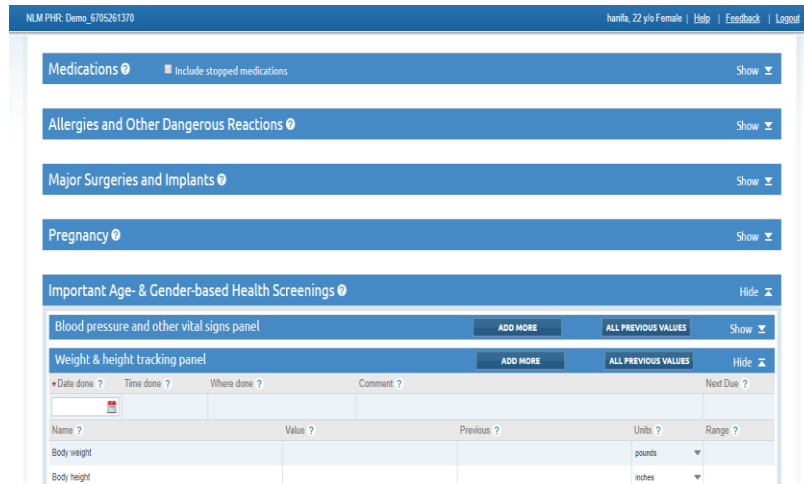 NLM PHR: Demo_6705261370 hanifa, 22 y/o Female | Help | Feedback | Logout
Medications ? Include stopped medications Show
Allergies and Other Dangerous Reactions ? Show
Major Surgeries and Implants ? Show
Pregnancy ? Show
Important Age- & Gender-based Health Screenings ? Hide
Blood pressure and other vital signs panel ADD MORE ALL PREVIOUS VALUES Show
Weight & height tracking panel ADD MORE ALL PREVIOUS VALUES Hide
*Date done ? Time done ? Where done ? Comment ? Next Due ?
Name ? Value ? Previous ? Units ? Range ?
Body weight pounds
Body height inches